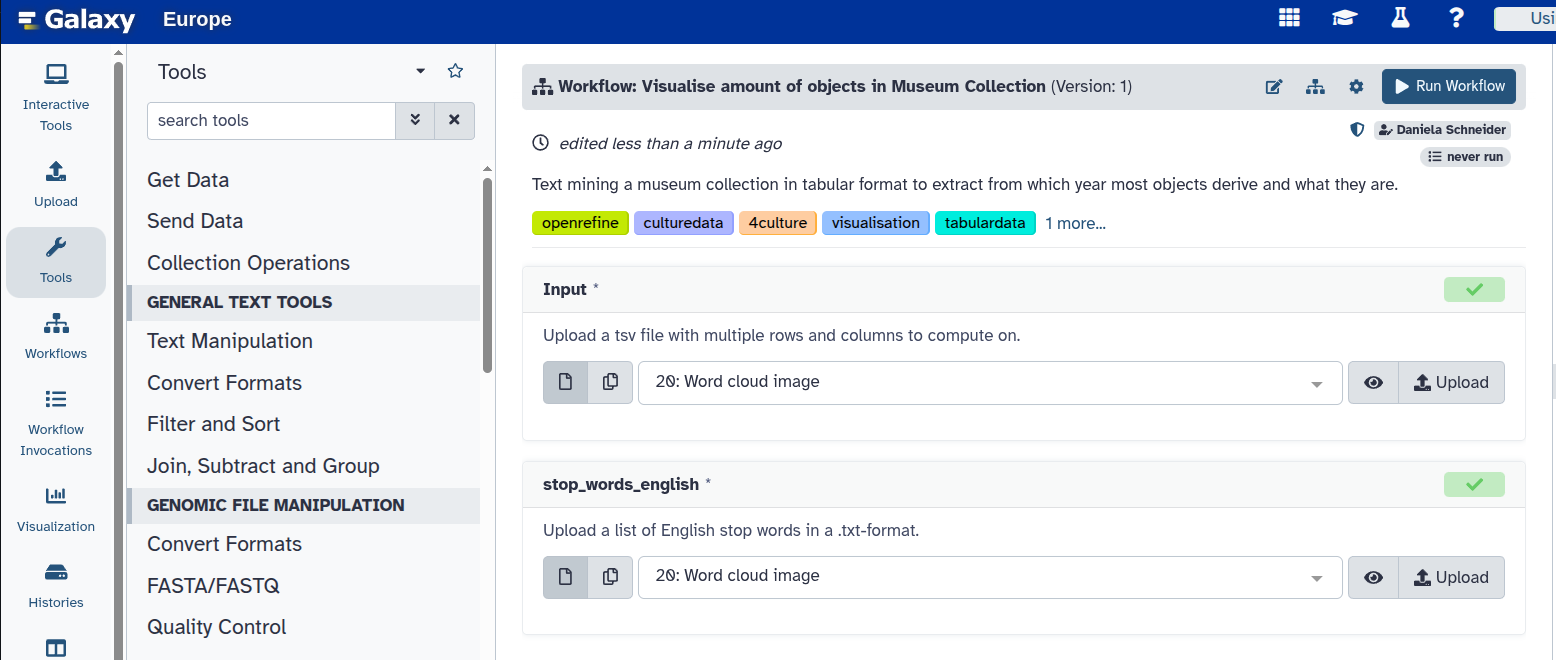 Galaxy Europe
Usi
Interactive
Tools
Upload
Tools
Workflows
Workflow
Invocations
Visualization
Histories
Tools
search tools
Get Data
Send Data
Collection Operations
GENERAL TEXT TOOLS
Text Manipulation
Convert Formats
Filter and Sort
Join, Subtract and Group
GENOMIC FILE MANIPULATION
Convert Formats
FASTA/FASTQ
Quality Control
Workflow: Visualise amount of objects in Museum Collection (Version: 1)
Run Workflow
edited less than a minute ago
Daniela Schneider
never run
Text mining a museum collection in tabular format to extract from which year most objects derive and what they are.
openrefine culturedata 4culture visualisation tabulardata 1 more...
Input *
Upload a tsv file with multiple rows and columns to compute on.
20: Word cloud image
Upload
stop_words_english *
Upload a list of English stop words in a .txt-format.
20: Word cloud image
Upload